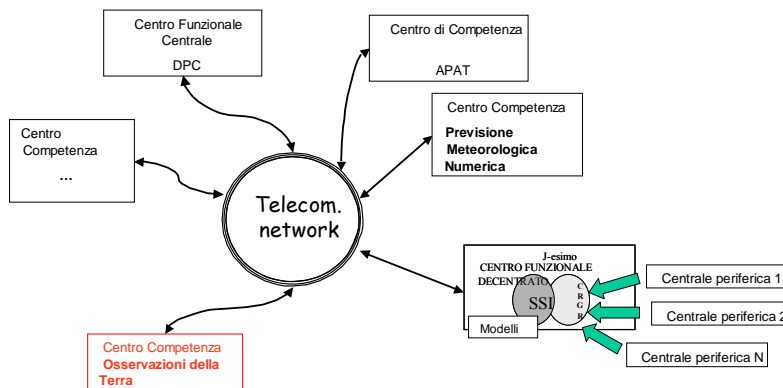 Centro Funzionale
Centrale
DPC
Centro di Competenza
APAT
Centro Competenza
Previsione
Meteorologica
Numerica
Centro
Competenza
...
Telecom.
network
J-esimo
CENTRO FUNZIONALE
DECENTRATO
SSI
C
R
G
R
Modelli
Centrale periferica 1
Centrale periferica 2
Centrale periferica N
Centro Competenza
Osservazioni della
Terra